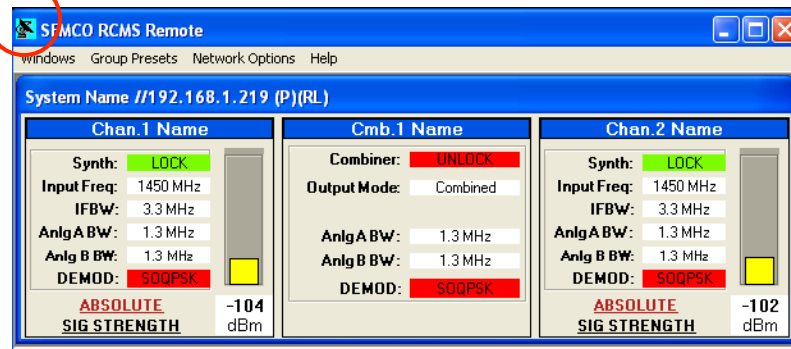 SEMCO RCMS Remote
Windows Group Presets Network Options Help
System Name //192.168.1.219 (P)(RL)
Chan.1 Name
Synth: LOCK
Input Freq: 1450 MHz
IFBW: 3.3 MHz
Anlg A BW: 1.3 MHz
Anlg B BW: 1.3 MHz
DEMOD: SOQPSK
ABSOLUTE
SIG STRENGTH
-104
dBm
Cmb.1 Name
Combiner: UNLOCK
Output Mode: Combined
Anlg A BW: 1.3 MHz
Anlg B BW: 1.3 MHz
DEMOD: SOQPSK
Chan.2 Name
Synth: LOCK
Input Freq: 1450 MHz
IFBW: 3.3 MHz
Anlg A BW: 1.3 MHz
Anlg B BW: 1.3 MHz
DEMOD: SOQPSK
ABSOLUTE
SIG STRENGTH
-102
dBm